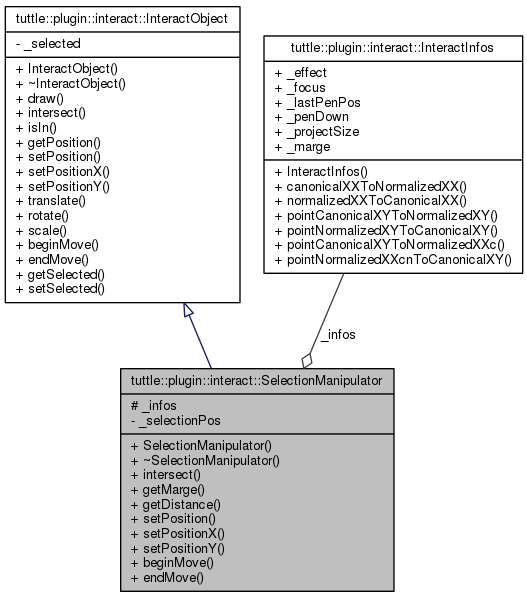 tuttle::plugin::interact::InteractObject
- _selected
+ InteractObject()
+ ~InteractObject()
+ draw()
+ intersect()
+ isIn()
+ getPosition()
+ setPosition()
+ setPositionX()
+ setPositionY()
+ translate()
+ rotate()
+ scale()
+ beginMove()
+ endMove()
+ getSelected()
+ setSelected()
tuttle::plugin::interact::InteractInfos
+ _effect
+ _focus
+ _lastPenPos
+ _penDown
+ _projectSize
+ _marge
+ InteractInfos()
+ canonicalXXToNormalizedXX()
+ normalizedXXToCanonicalXX()
+ pointCanonicalXYToNormalizedXY()
+ pointNormalizedXYToCanonicalXY()
+ pointCanonicalXYToNormalizedXXc()
+ pointNormalizedXXcnToCanonicalXY()
_infos
tuttle::plugin::interact::SelectionManipulator
# _infos
- _selectionPos
+ SelectionManipulator()
+ ~SelectionManipulator()
+ intersect()
+ getMarge()
+ getDistance()
+ setPosition()
+ setPositionX()
+ setPositionY()
+ beginMove()
+ endMove()